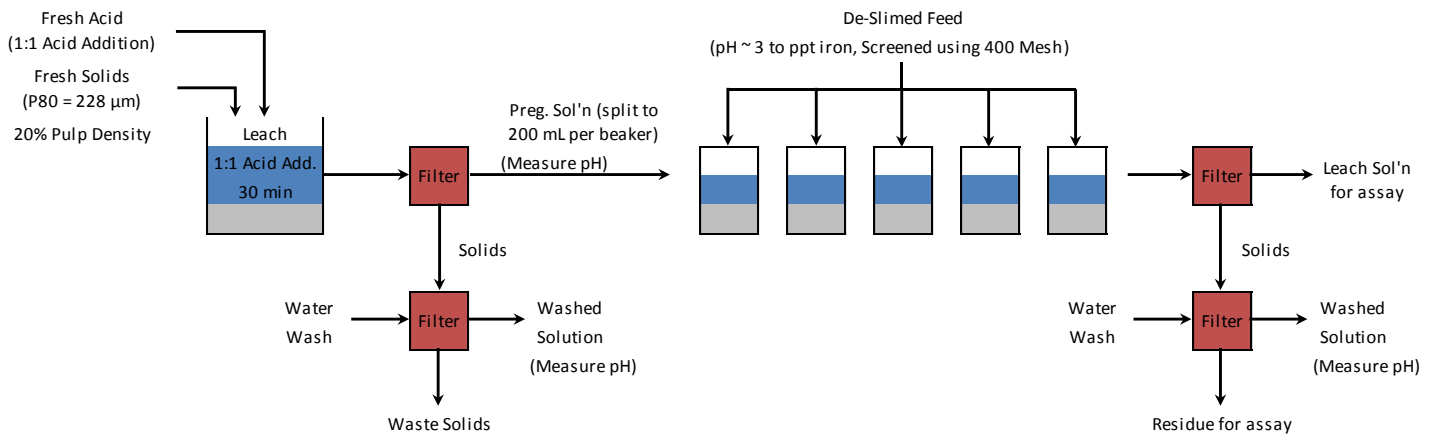 Fresh Acid
(1:1 Acid Addition)
Fresh Solids
(P80 = 228 µm)
20% Pulp Density
Leach
1:1 Acid Add.
30 min
Filter
Preg. Sol'n (split to
200 mL per beaker)
(Measure pH)
De-Slimed Feed
(pH ~ 3 to ppt iron, Screened using 400 Mesh)
Filter
Leach Sol'n
for assay
Solids
Water
Wash
Filter
Washed
Solution
(Measure pH)
Waste Solids
Solids
Water
Wash
Filter
Washed
Solution
(Measure pH)
Residue for assay